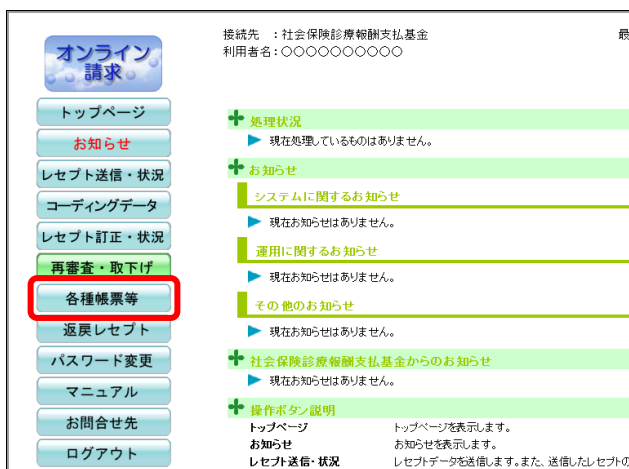 接続先 ：社会保険診療報酬支払基金
最
利用者名：○○○○○○○○○○
オンライン
請求
トップページ
お知らせ
レセプト送信・状況
コーディングデータ
レセプト訂正・状況
再審査・取下げ
各種帳票等
返戻レセプト
パスワード変更
マニュアル
お問合せ先
ログアウト
処理状況
現在処理しているものはありません。
お知らせ
システムに関するお知らせ
現在お知らせはありません。
運用に関するお知らせ
現在お知らせはありません。
その他のお知らせ
現在お知らせはありません。
社会保険診療報酬支払基金からのお知らせ
現在お知らせはありません。
操作ボタン説明
トップページ トップページを表示します。
お知らせ お知らせを表示します。
レセプト送信・状況 レセプトデータを送信します。また、送信したレセプトの